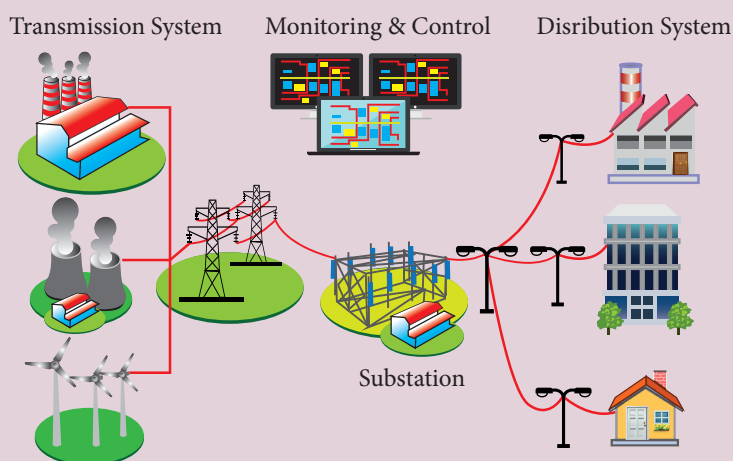 Transmission System
Monitoring & Control
Disribution System
Substation